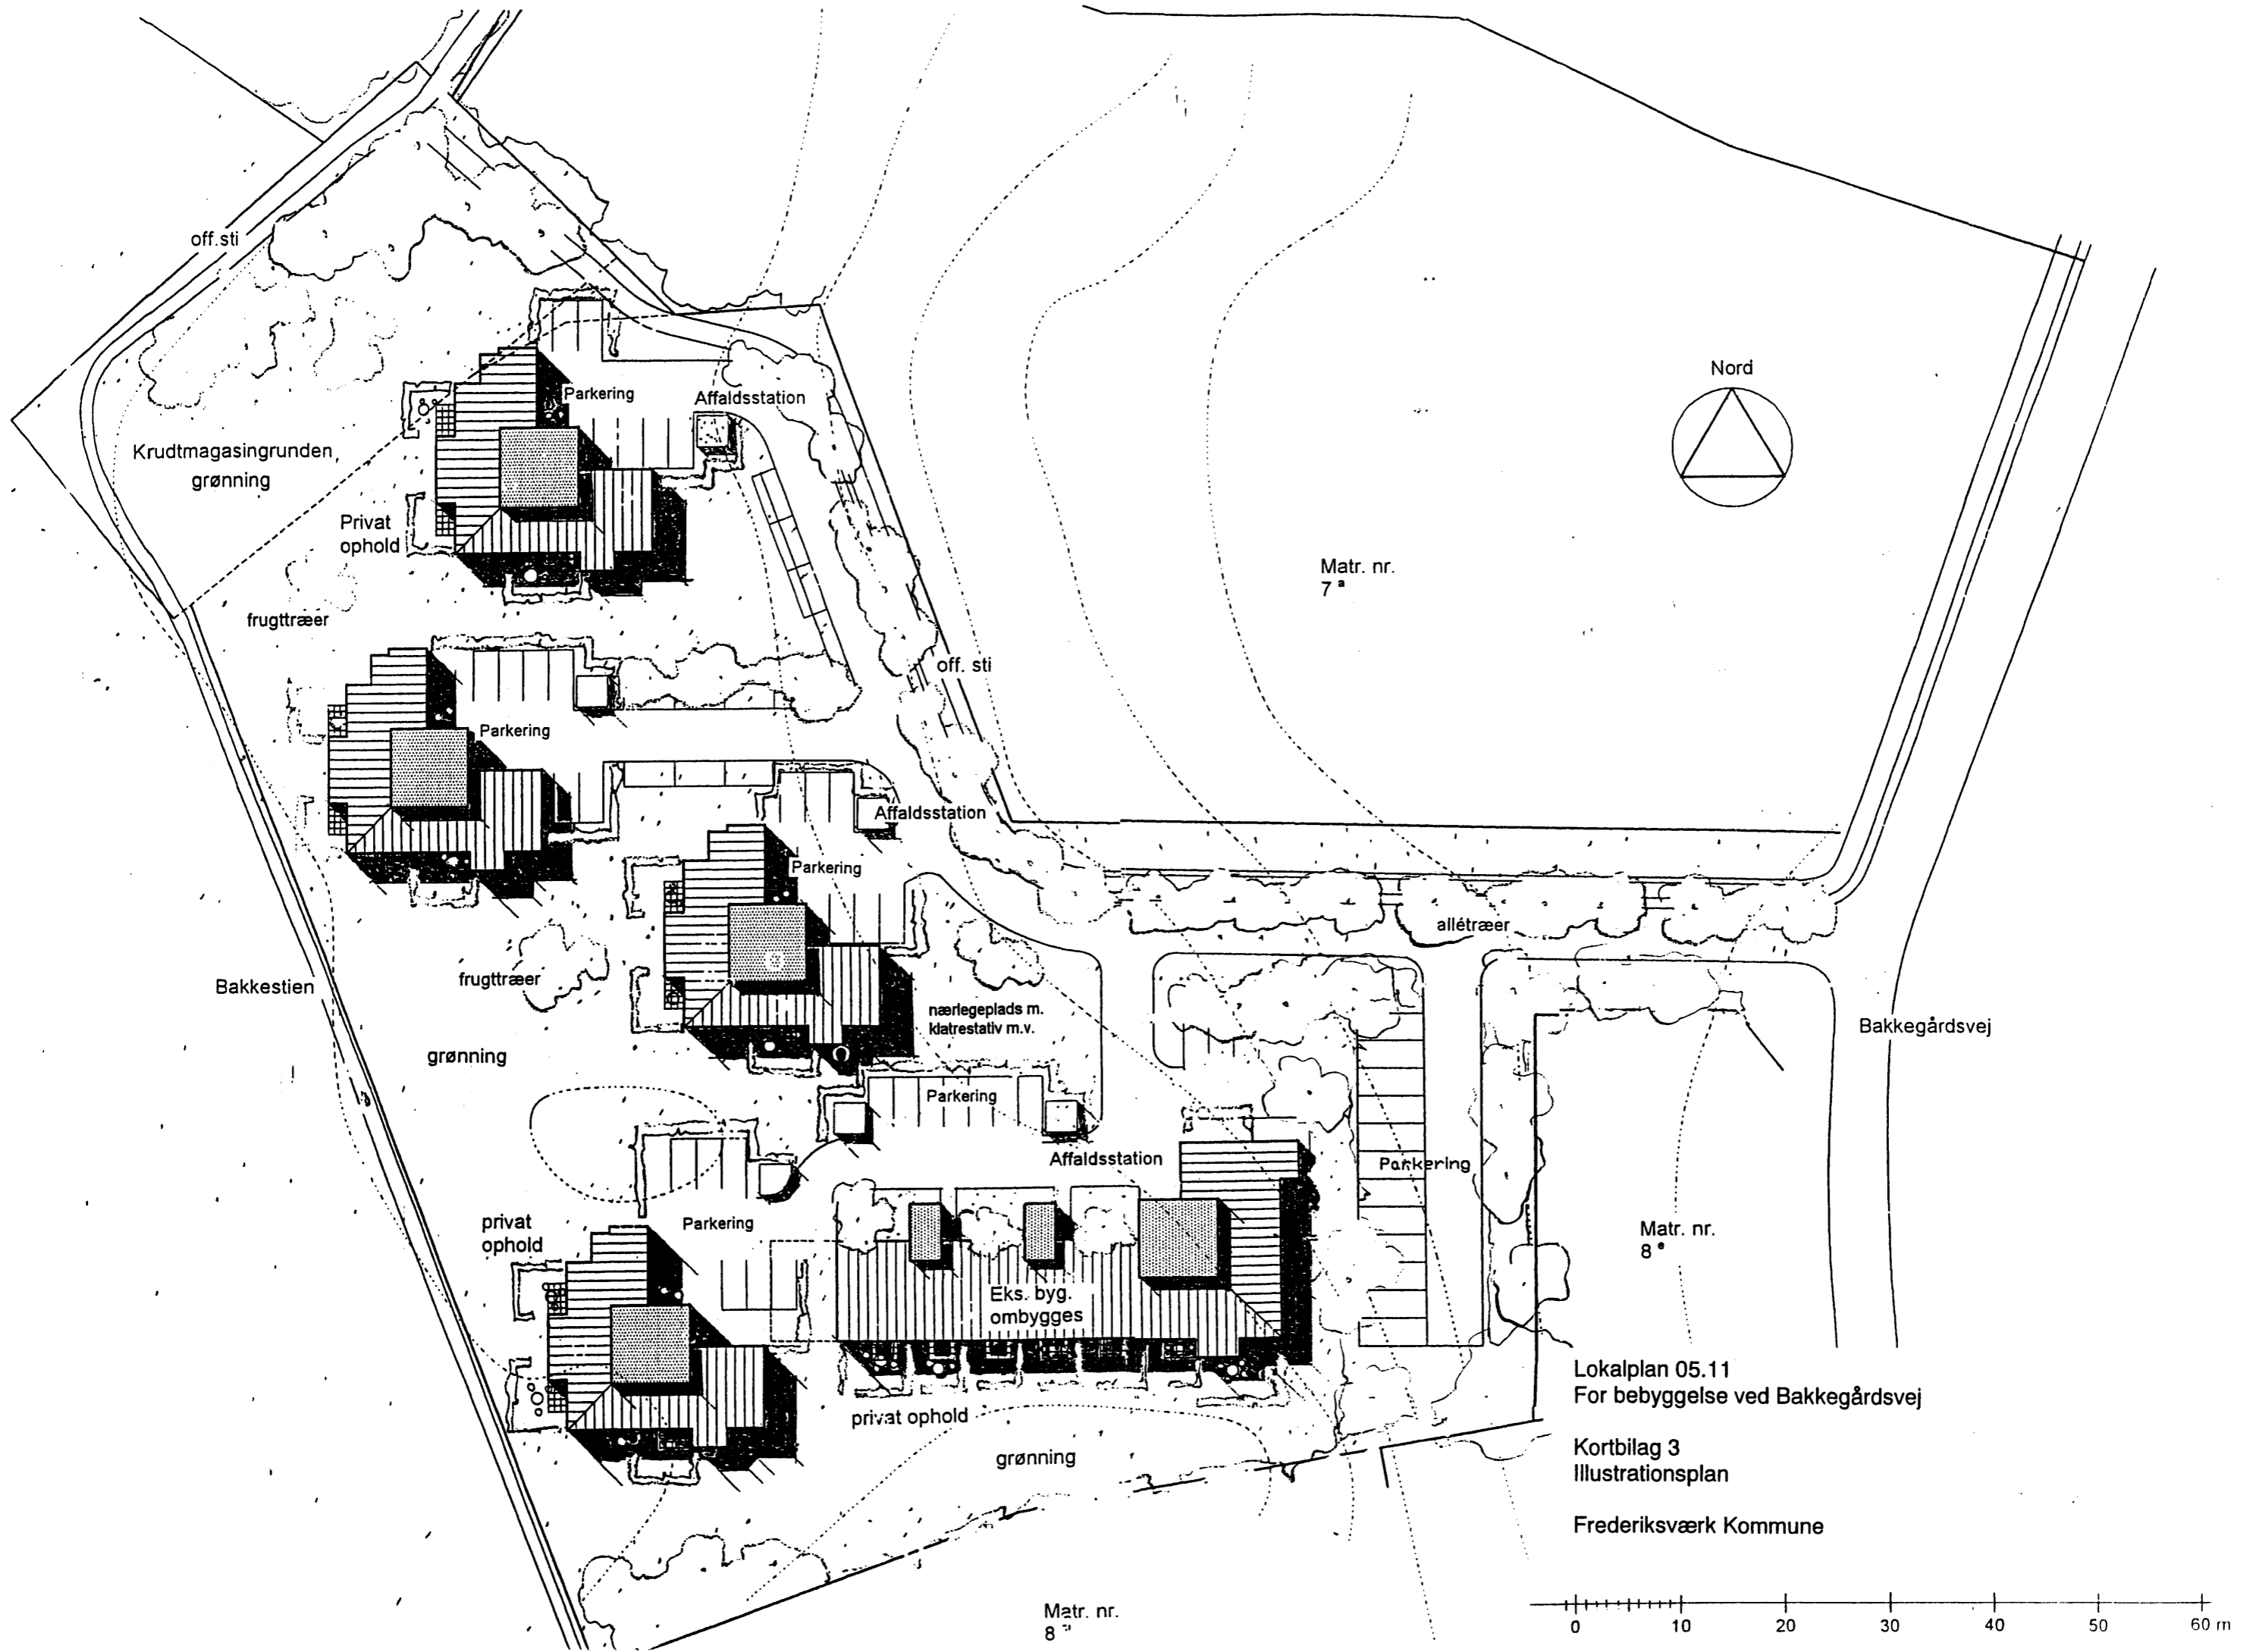 off.sti
Nord
Parkering
Affaldsstation
Krudtmagasingrunden,
grønning
Privat
ophold
Matr. nr.
7 a
frugttræer
off. sti
Parkering
Affaldsstation
Parkering
allétræer
frugttræer
Bakkestien
nærlegeplads m.
klatrestativ m.v.
Bakkegårdsvej
grønning
Parkering
Affaldsstation
Parkering
privat
ophold
Parkering
Matr. nr.
8 e
Eks. byg.
ombygges
privat ophold
grønning
Lokalplan 05.11
For bebyggelse ved Bakkegårdsvej
Kortbilag 3
Illustrationsplan
Frederiksværk Kommune
Matr. nr.
8
0 10 20 30 40 50 60 m